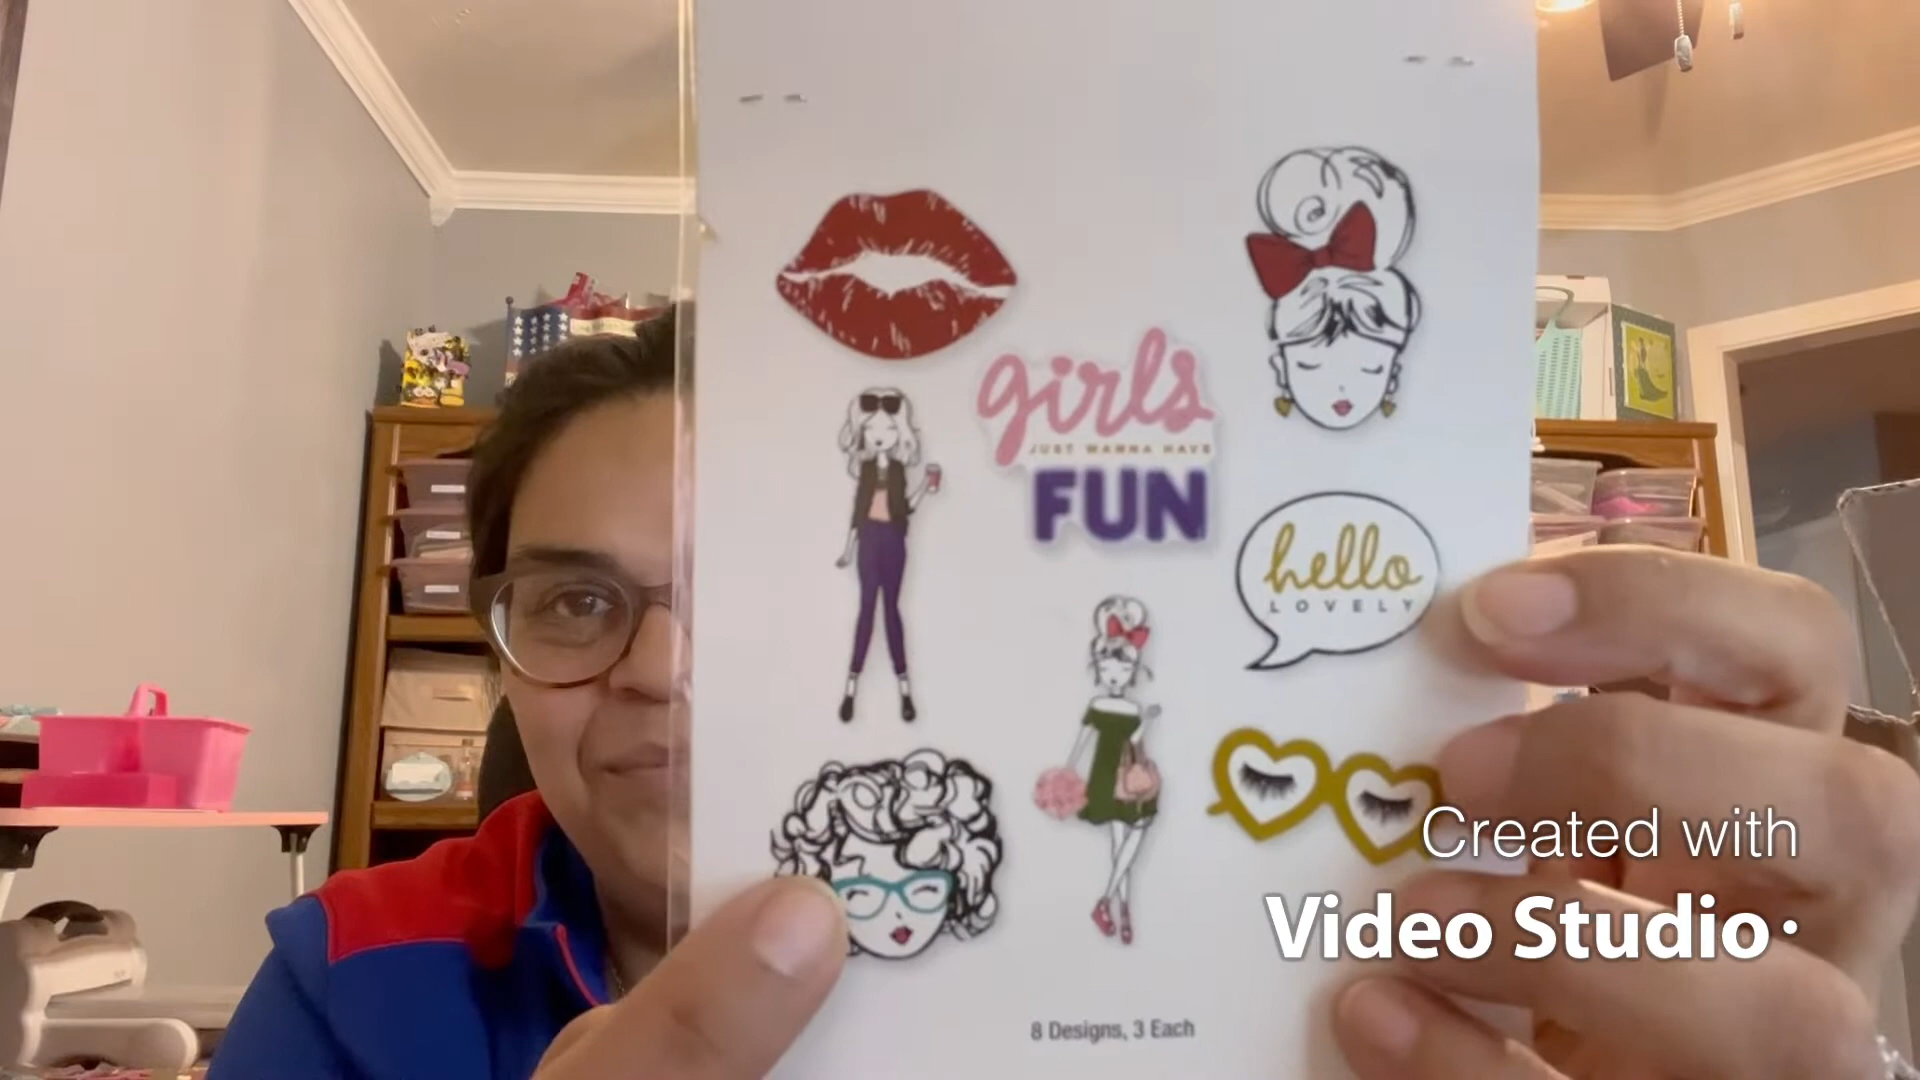 girls
JUST WANNA HAVE
FUN
hello
LOVELY
8 Designs, 3 Each
Created with
Video Studio